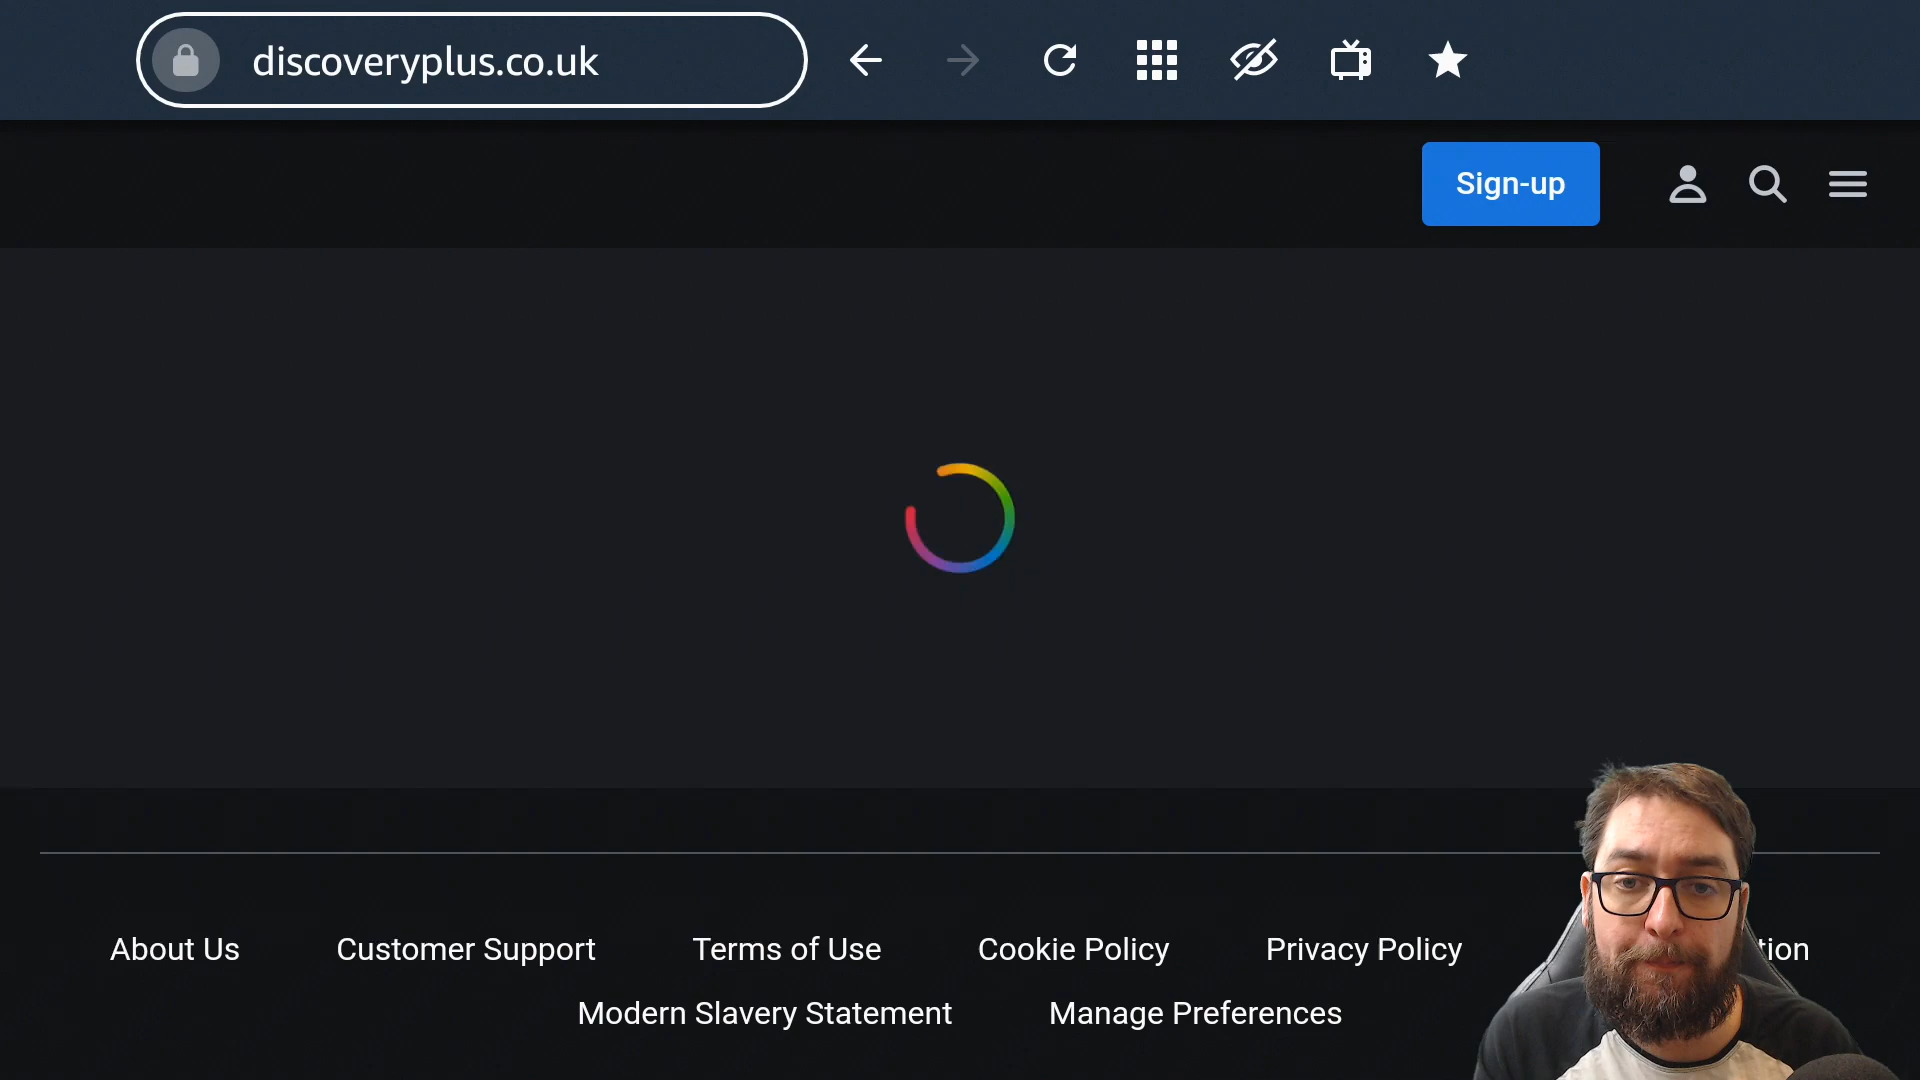 discoveryplus.co.uk
Sign-up
About Us Customer Support Terms of Use Cookie Policy Privacy Policy
Modern Slavery Statement Manage Preferences